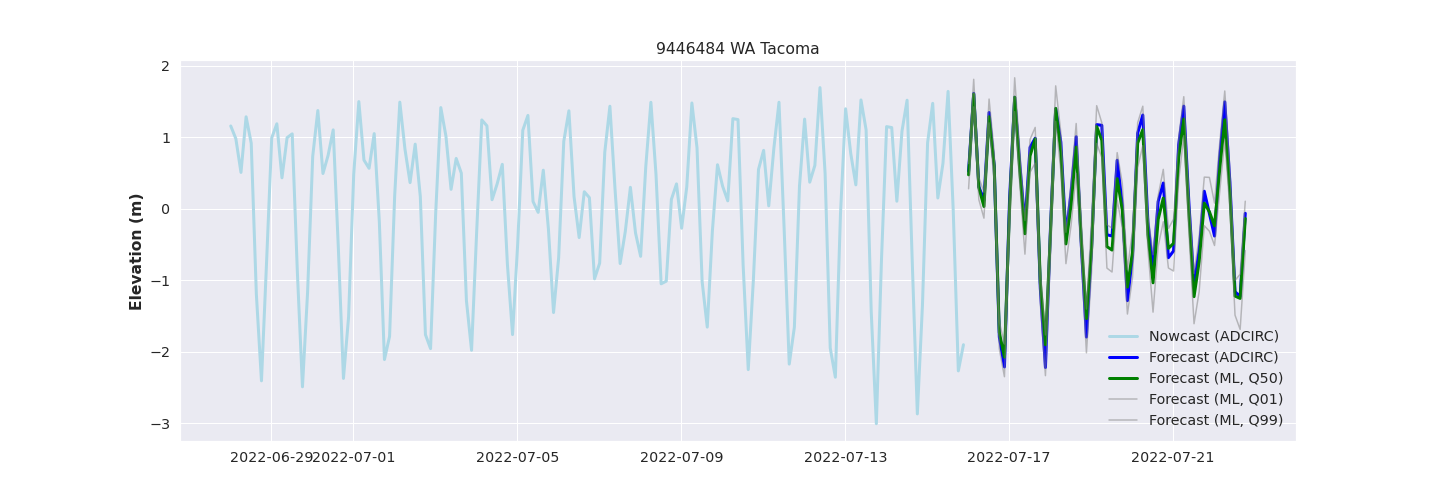 9446484 WA Tacoma
Elevation (m)
2
1
0
−1
−2
−3
2022-06-29
2022-07-01
2022-07-05
2022-07-09
2022-07-13
2022-07-17
2022-07-21
Nowcast (ADCIRC)
Forecast (ADCIRC)
Forecast (ML, Q50)
Forecast (ML, Q01)
Forecast (ML, Q99)